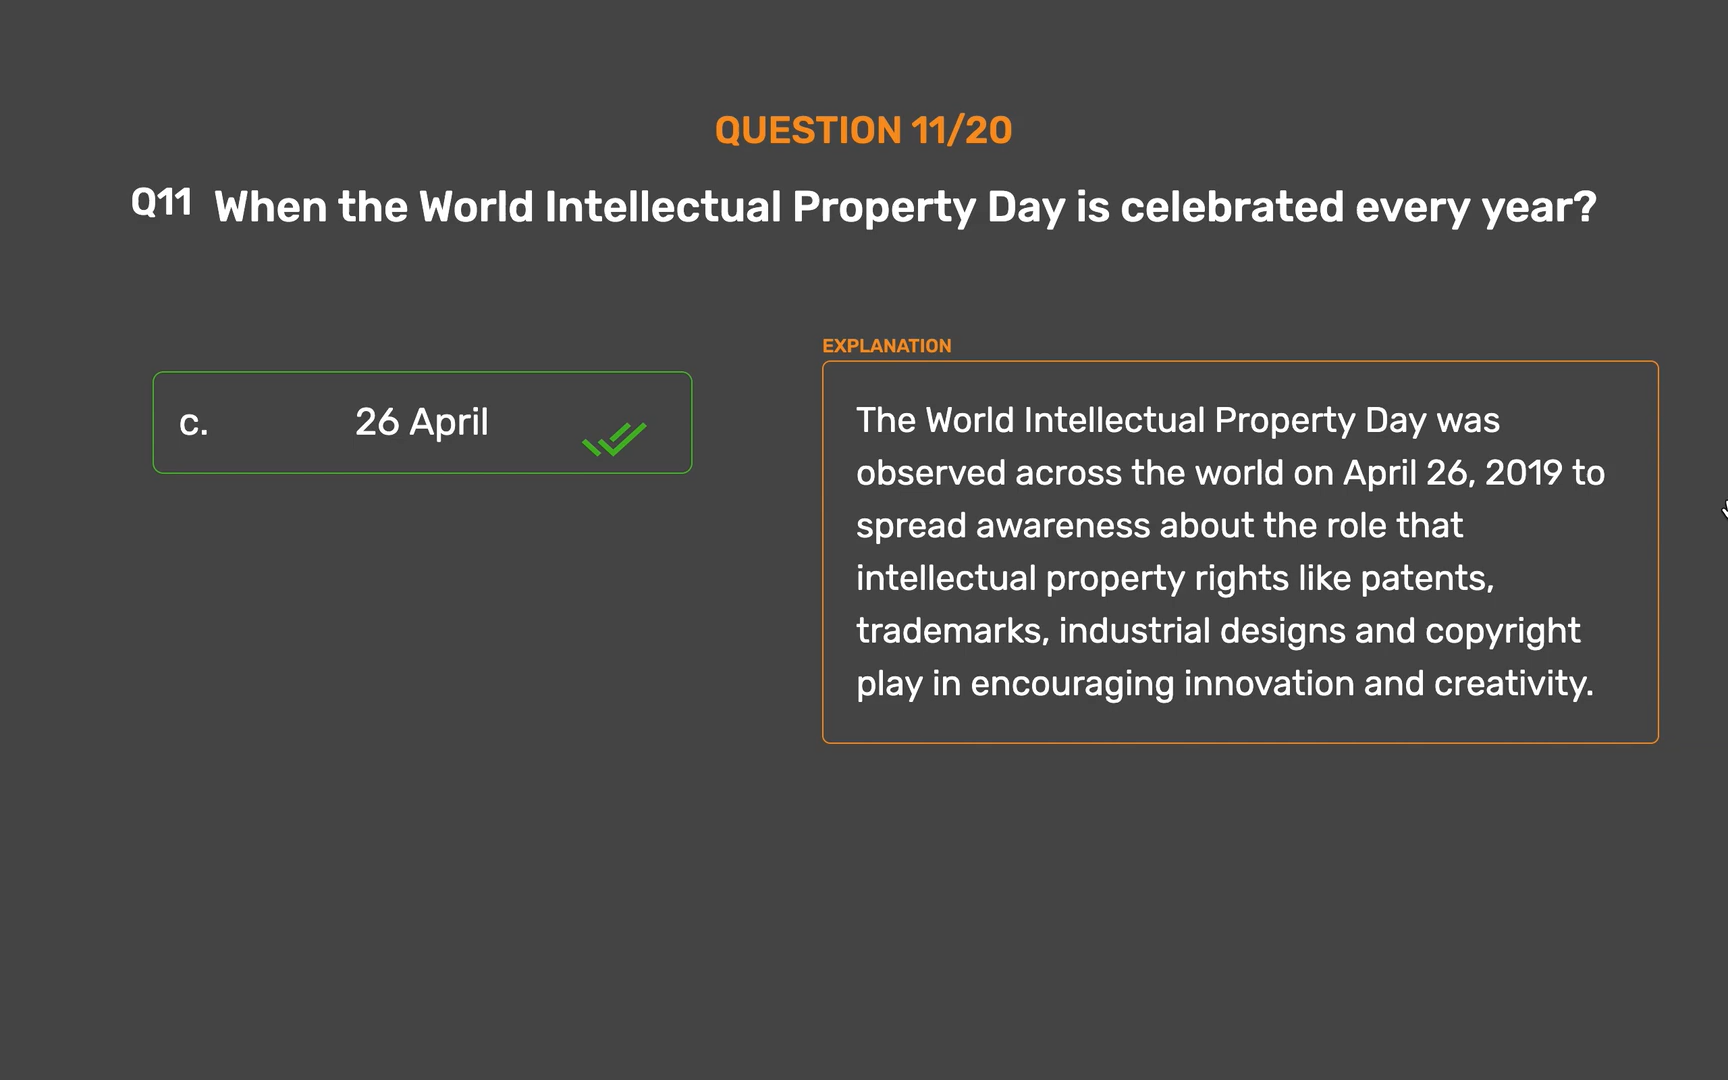 QUESTION 11/20
Q11 When the World Intellectual Property Day is celebrated every year?
c. 26 April
EXPLANATION
The World Intellectual Property Day was
observed across the world on April 26, 2019 to
spread awareness about the role that
intellectual property rights like patents,
trademarks, industrial designs and copyright
play in encouraging innovation and creativity.